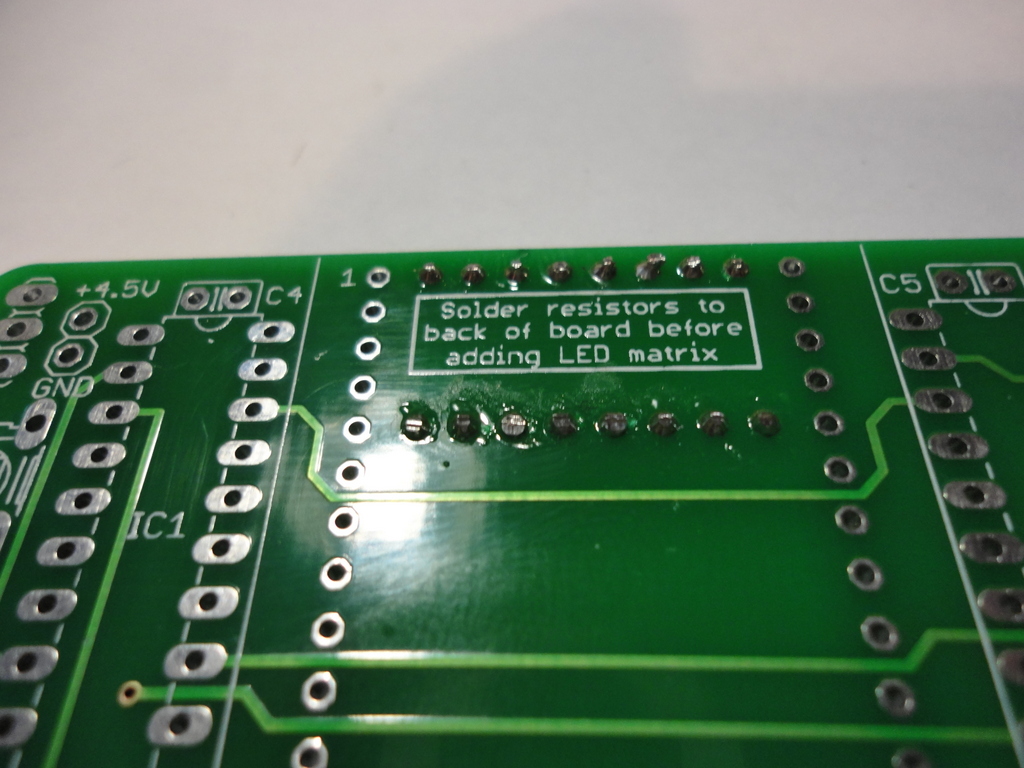 +4.5V
C4
1
C5
Solder resistors to
back of board before
adding LED matrix
GND
IC1